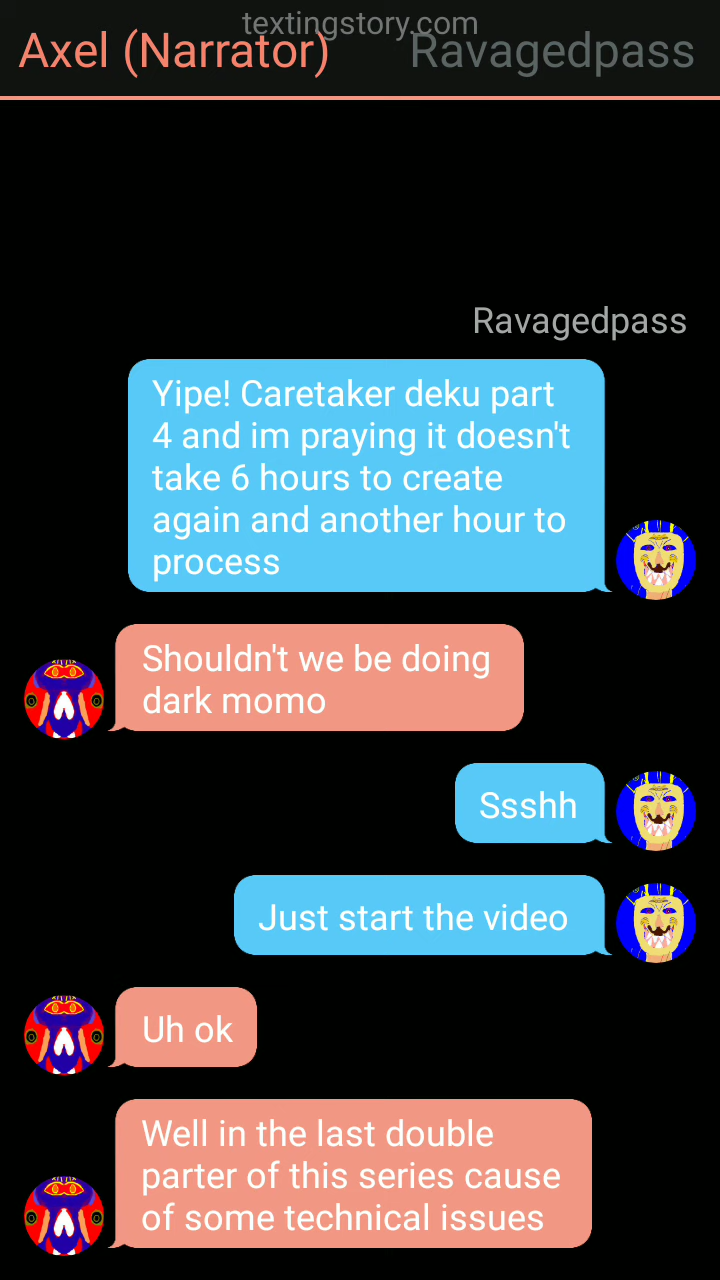 textingstory.com
Axel (Narrator) Ravagedpass
Ravagedpass
Yipe! Caretaker deku part
4 and im praying it doesn't
take 6 hours to create
again and another hour to
process
Shouldn't we be doing
dark momo
Ssshh
Just start the video
Uh ok
Well in the last double
parter of this series cause
of some technical issues